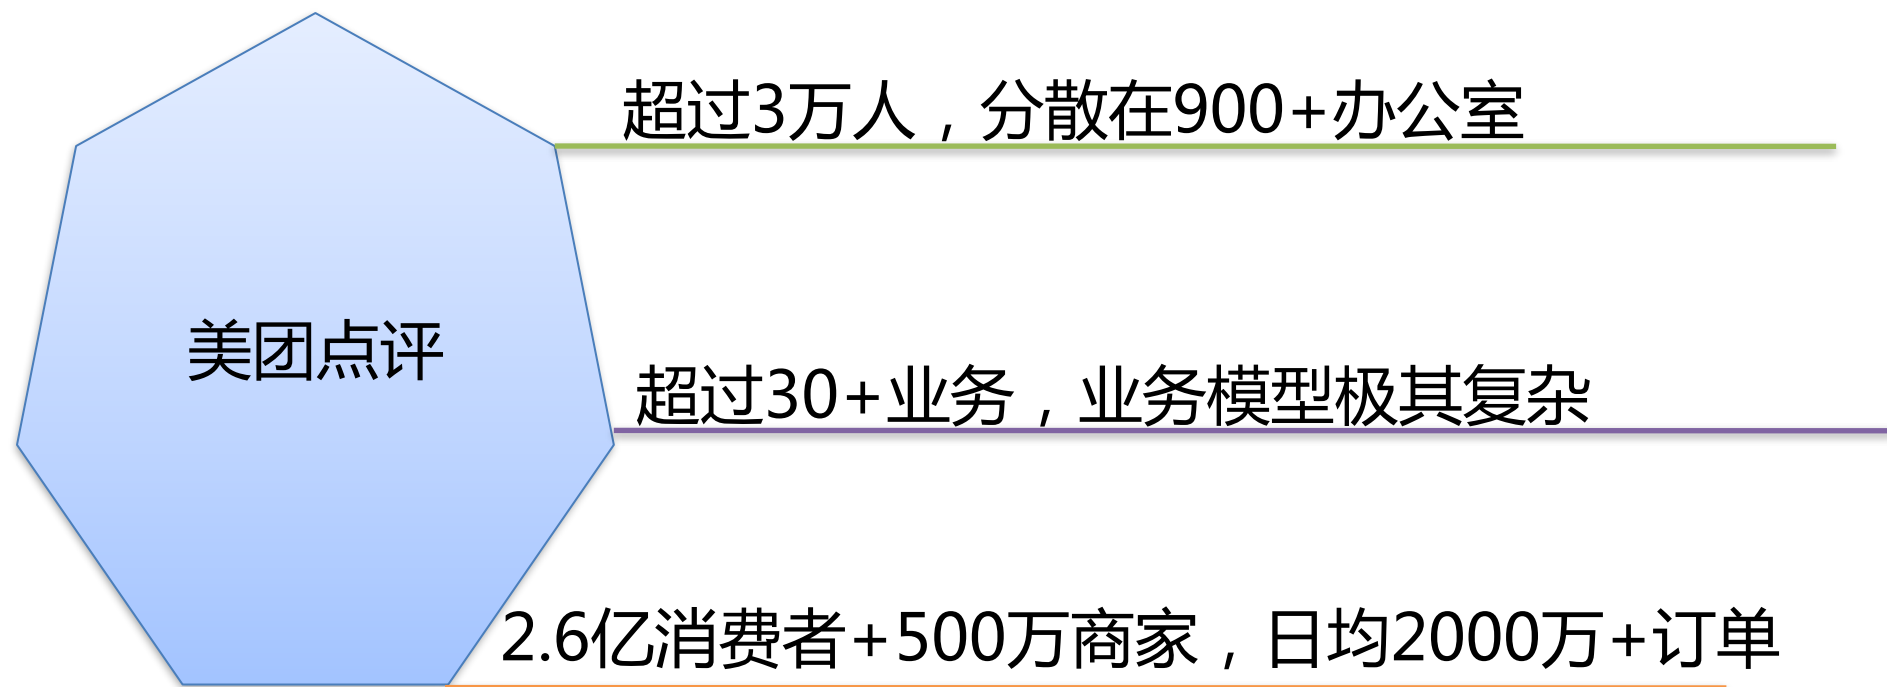 超过3万人，分散在900+办公室
美团点评
超过30+业务，业务模型极其复杂
2.6亿消费者+500万商家，日均2000万+订单